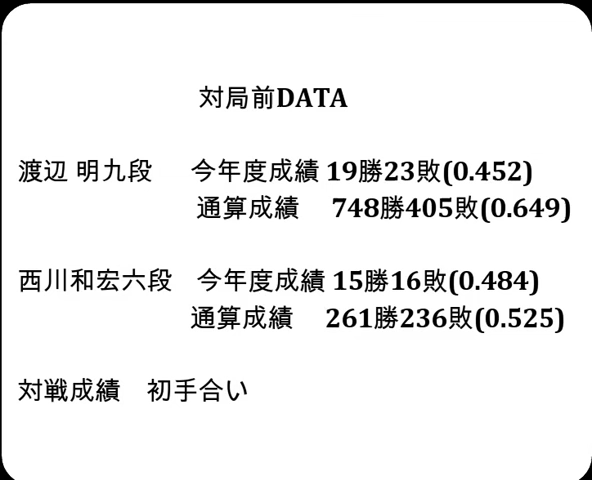 対局前DATA
渡辺 明九段 今年度成績 19勝23敗(0.452)
通算成績 748勝405敗(0.649)
西川和宏六段 今年度成績 15勝16敗(0.484)
通算成績 261勝236敗(0.525)
対戦成績 初手合い